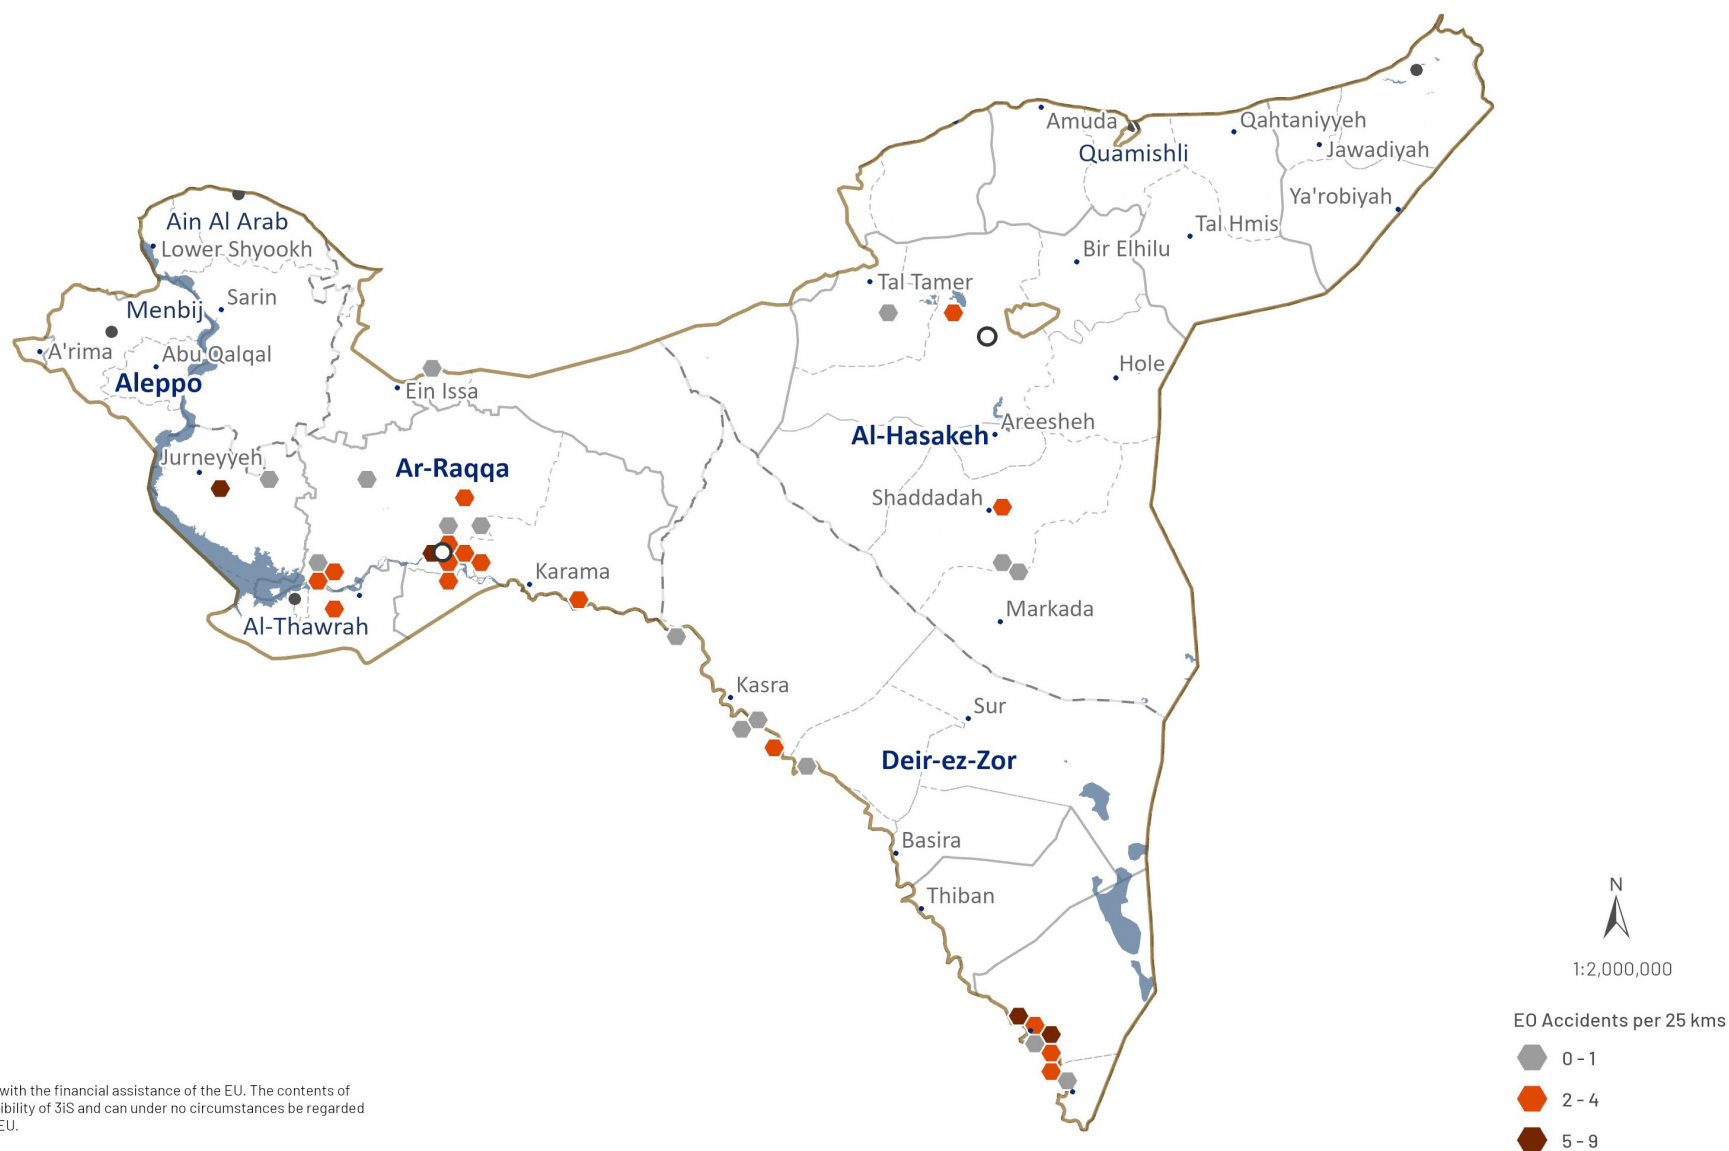 Amuda
Qahtaniyyeh
Quamishli
Jawadiyah
Ya'robiyah
Ain Al Arab
Tal Hmis
Lower Shyookh
Bir Elhilu
Tal Tamer
Sarin
Menbij
A'rima
Abu Qalqal
Hole
Aleppo
Ein Issa
Areesheh
Al-Hasakeh
Jurneyyeh
Ar-Raqqa
Shaddadah
Karama
Markada
Al-Thawrah
Kasra
Sur
Deir-ez-Zor
Basira
Thiban
N
1:2,000,000
EO Accidents per 25 kms
0 - 1
2 - 4
5 - 9
with the financial assistance of the EU. The contents of
ibility of 3iS and can under no circumstances be regarded
EU.